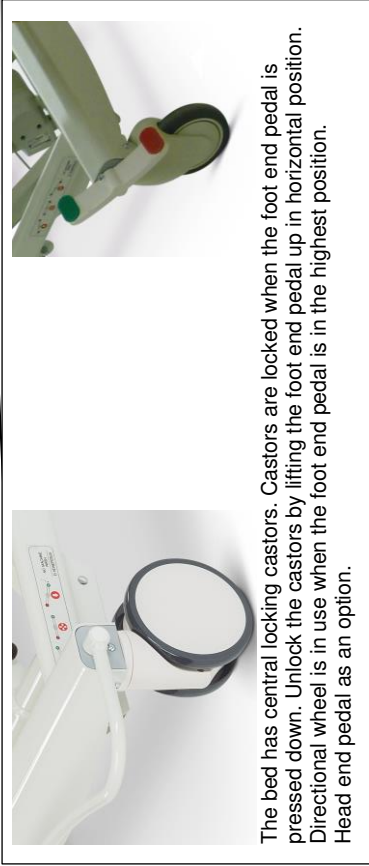 The bed has central locking castors. Castors are locked when the foot end pedal is
pressed down. Unlock the castors by lifting the foot end pedal up in horizontal position.
Directional wheel is in use when the foot end pedal is in the highest position.
Head end pedal as an option.